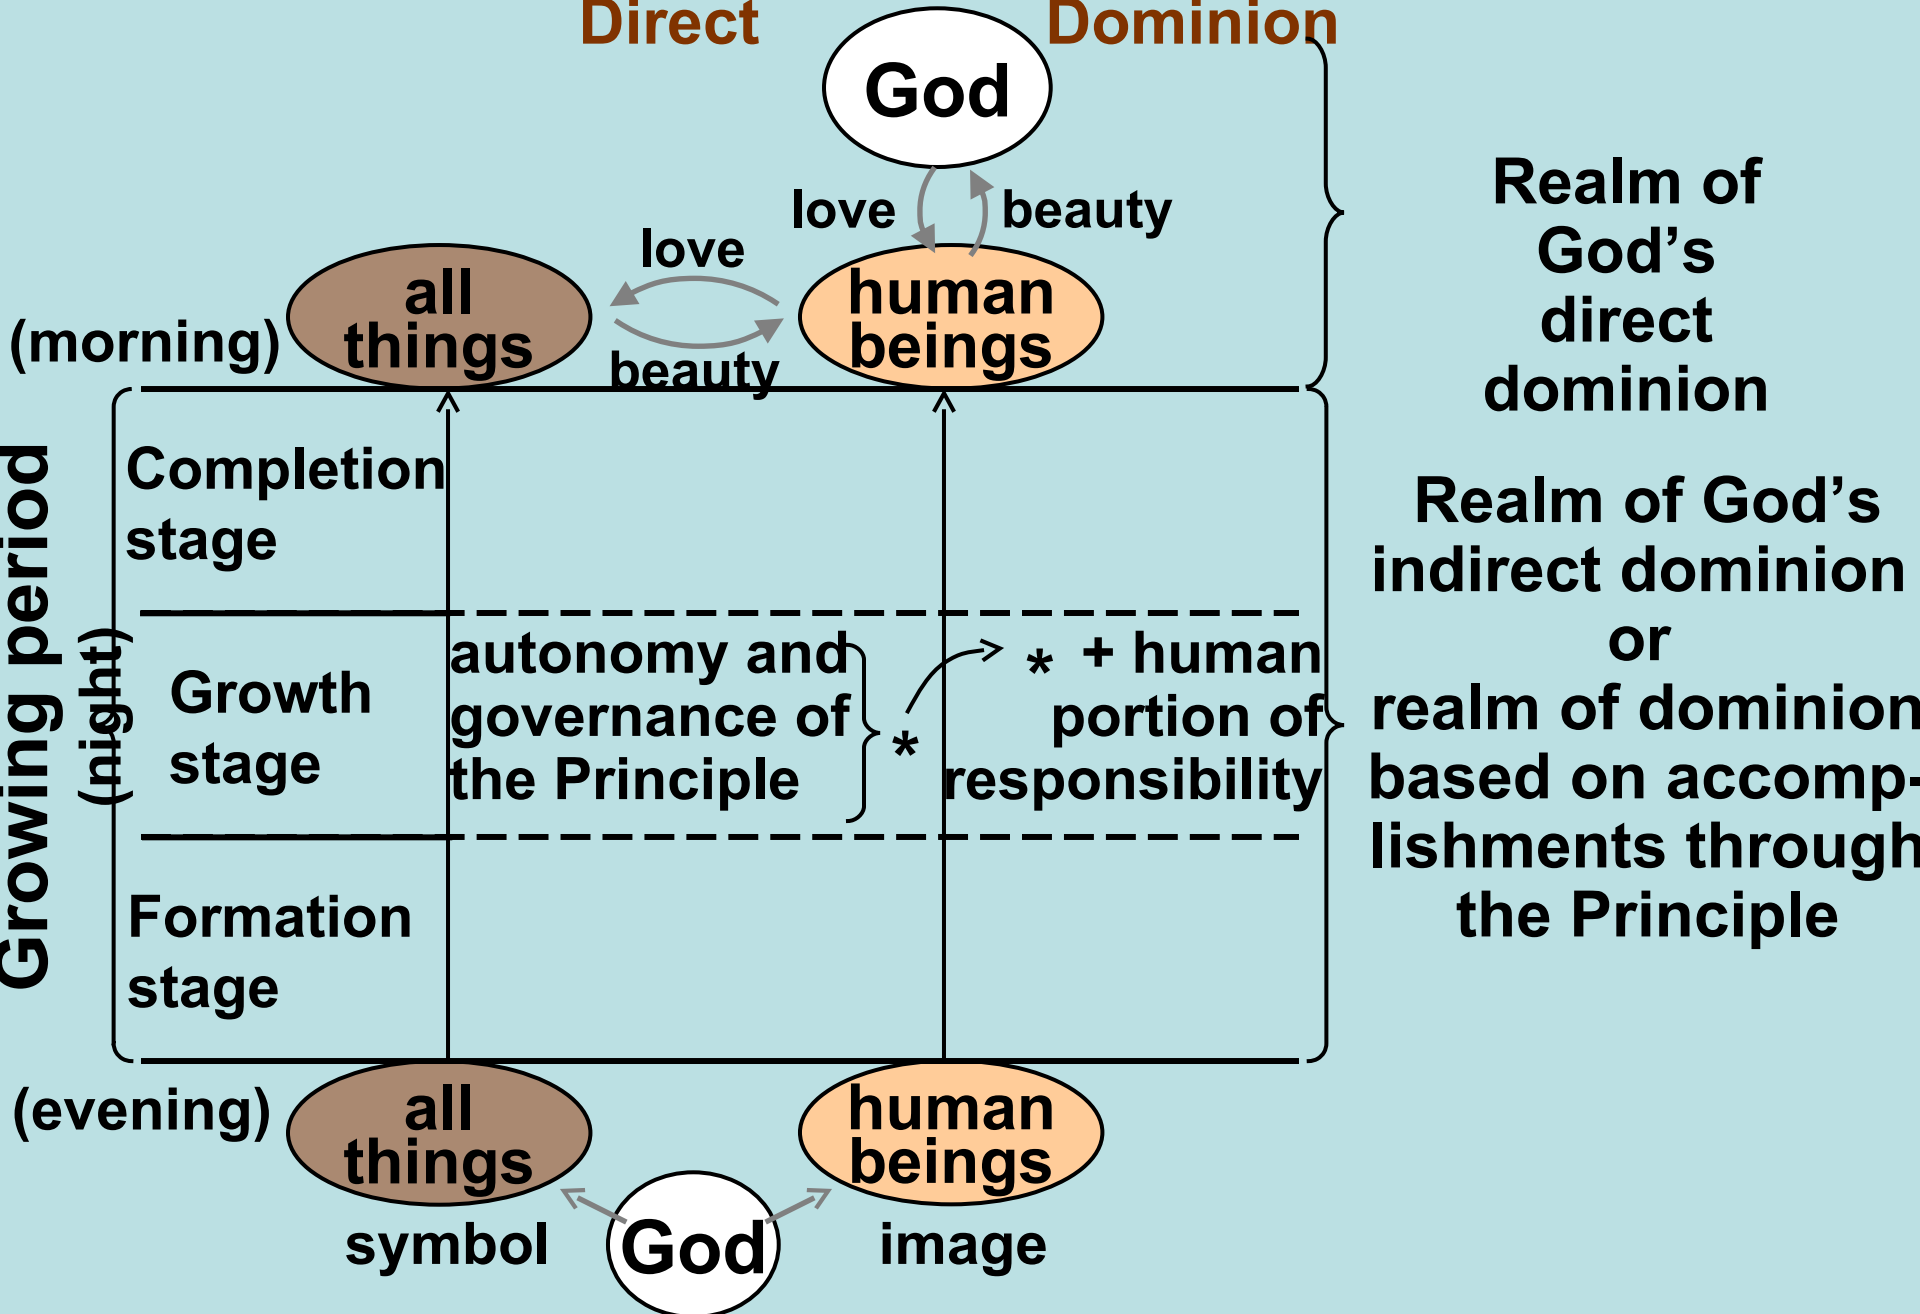 Direct Dominion
God
love beauty
love
all
things
human
beings
beauty
(morning)
Realm of
God’s
direct
dominion
Growing period
(night)
Completion
stage
Growth
stage
Formation
stage
autonomy and
governance of
the Principle
*
* + human
portion of
responsibility
Realm of God’s
indirect dominion
or
realm of dominion
based on accomp-
lishments through
the Principle
(evening)
all
things
human
beings
symbol
God
image